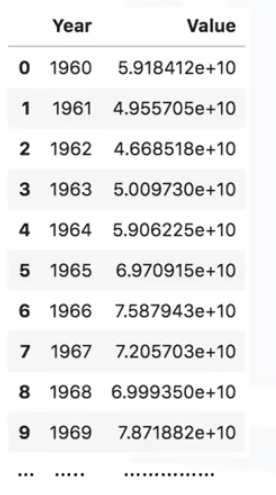 Year Value
0 1960 5.918412e+10
1 1961 4.955705e+10
2 1962 4.668518e+10
3 1963 5.009730e+10
4 1964 5.906225e+10
5 1965 6.970915e+10
6 1966 7.587943e+10
7 1967 7.205703e+10
8 1968 6.999350e+10
9 1969 7.871882e+10
... ..... ...............